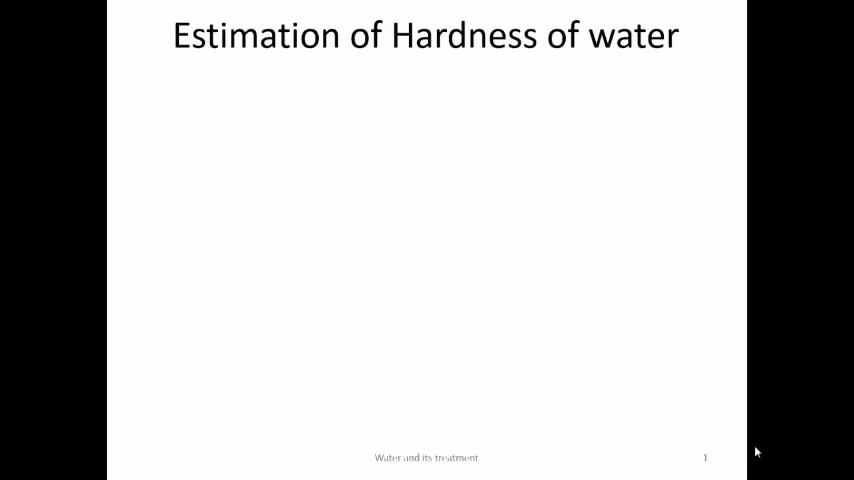 Estimation of Hardness of water
Water and its treatment
1